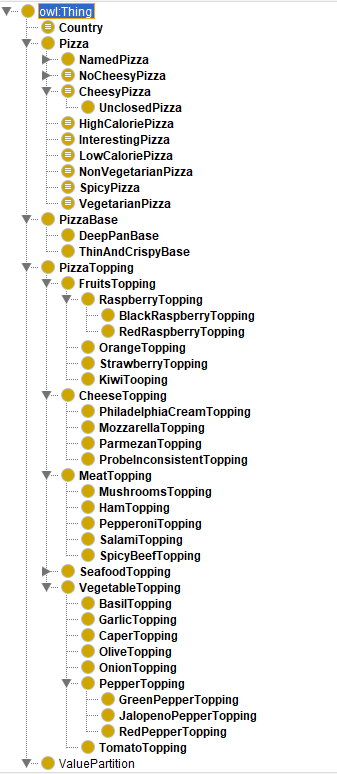 owl:Thing
Country
Pizza
NamedPizza
NoCheesyPizza
CheesyPizza
UnclosedPizza
HighCaloriePizza
InterestingPizza
LowCaloriePizza
NonVegetarianPizza
SpicyPizza
VegetarianPizza
PizzaBase
DeepPanBase
ThinAndCrispyBase
PizzaTopping
FruitsTopping
RaspberryTopping
BlackRaspberryTopping
RedRaspberryTopping
OrangeTopping
StrawberryTopping
KiwiTooping
CheeseTopping
PhiladelphiaCreamTopping
MozzarellaTopping
ParmezanTopping
ProbeInconsistentTopping
MeatTopping
MushroomsTopping
HamTopping
PepperoniTopping
SalamiTopping
SpicyBeefTopping
SeafoodTopping
VegetableTopping
BasilTopping
GarlicTopping
CaperTopping
OliveTopping
OnionTopping
PepperTopping
GreenPepperTopping
JalopenoPepperTopping
RedPepperTopping
TomatoTopping
ValuePartition